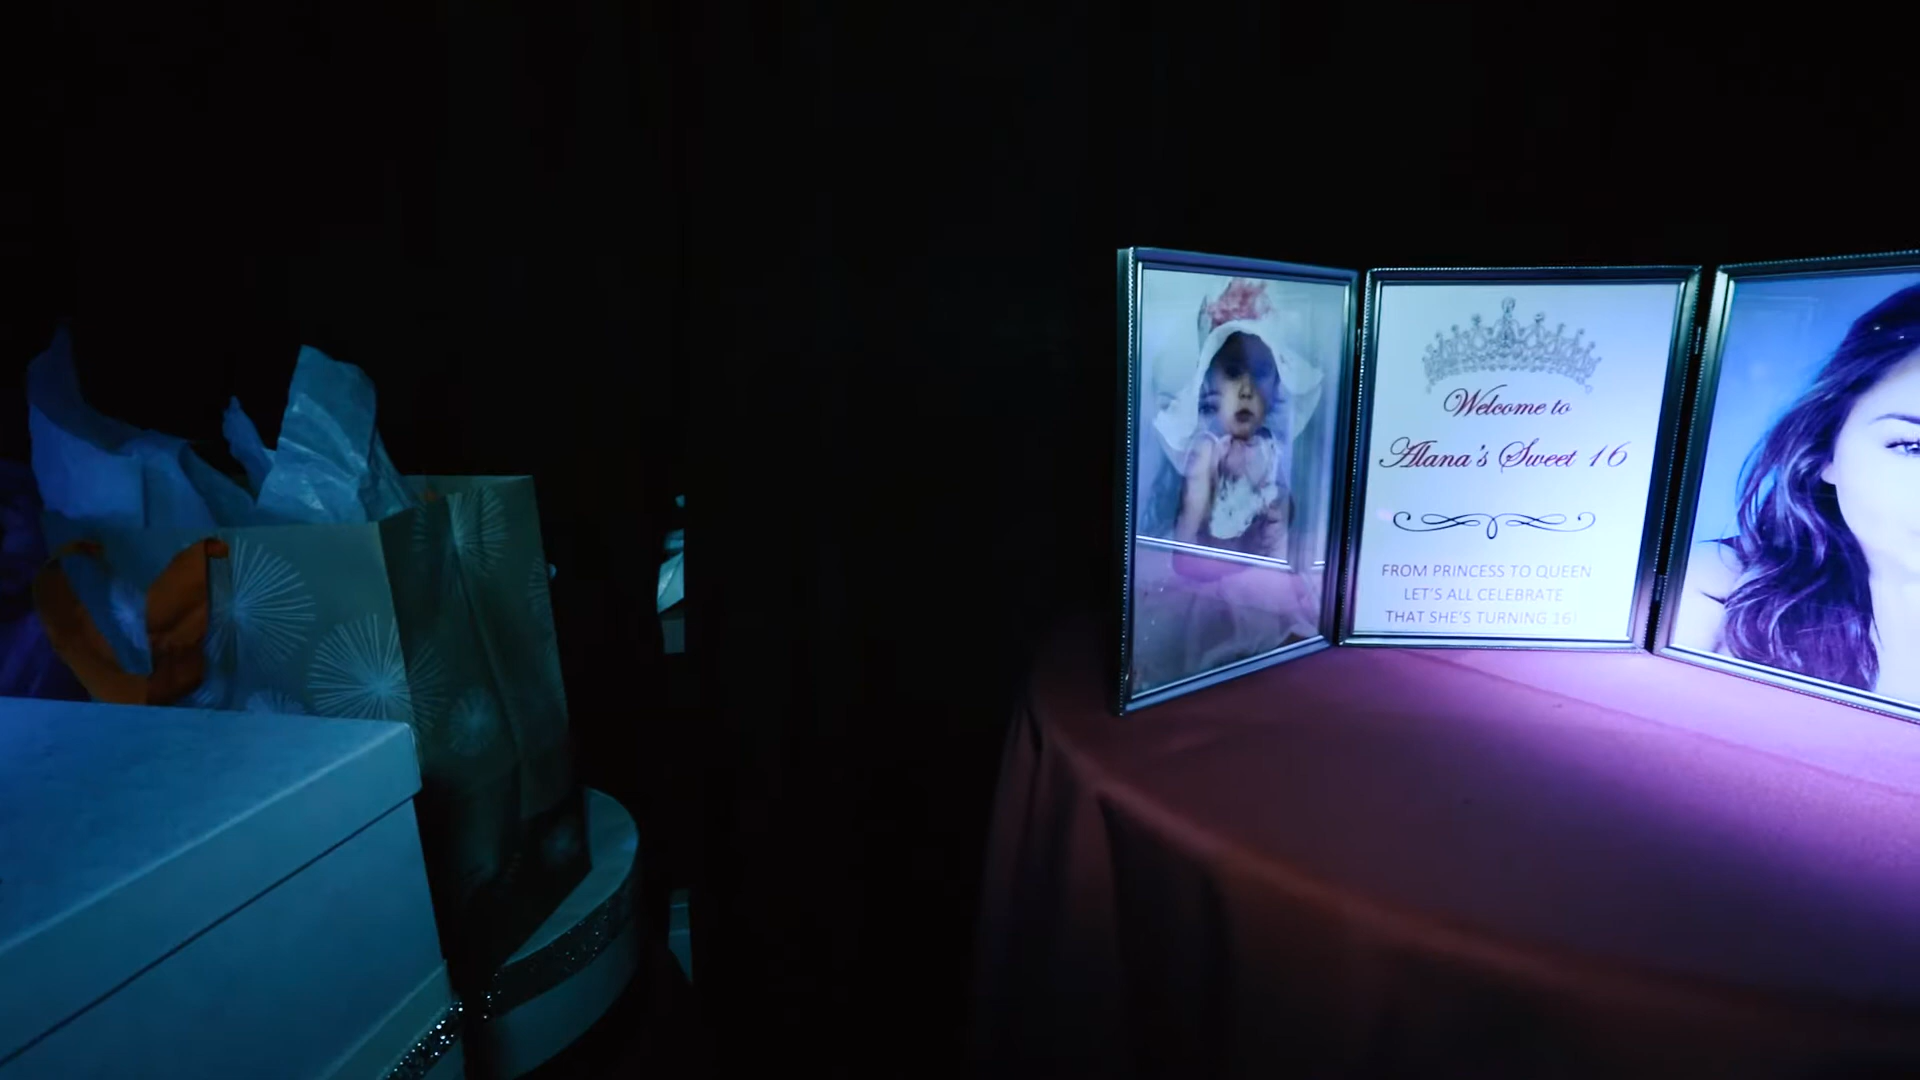 Welcome to
Alana's Sweet 16
FROM PRINCESS TO QUEEN
LET'S ALL CELEBRATE
THAT SHE'S TURNING 16!